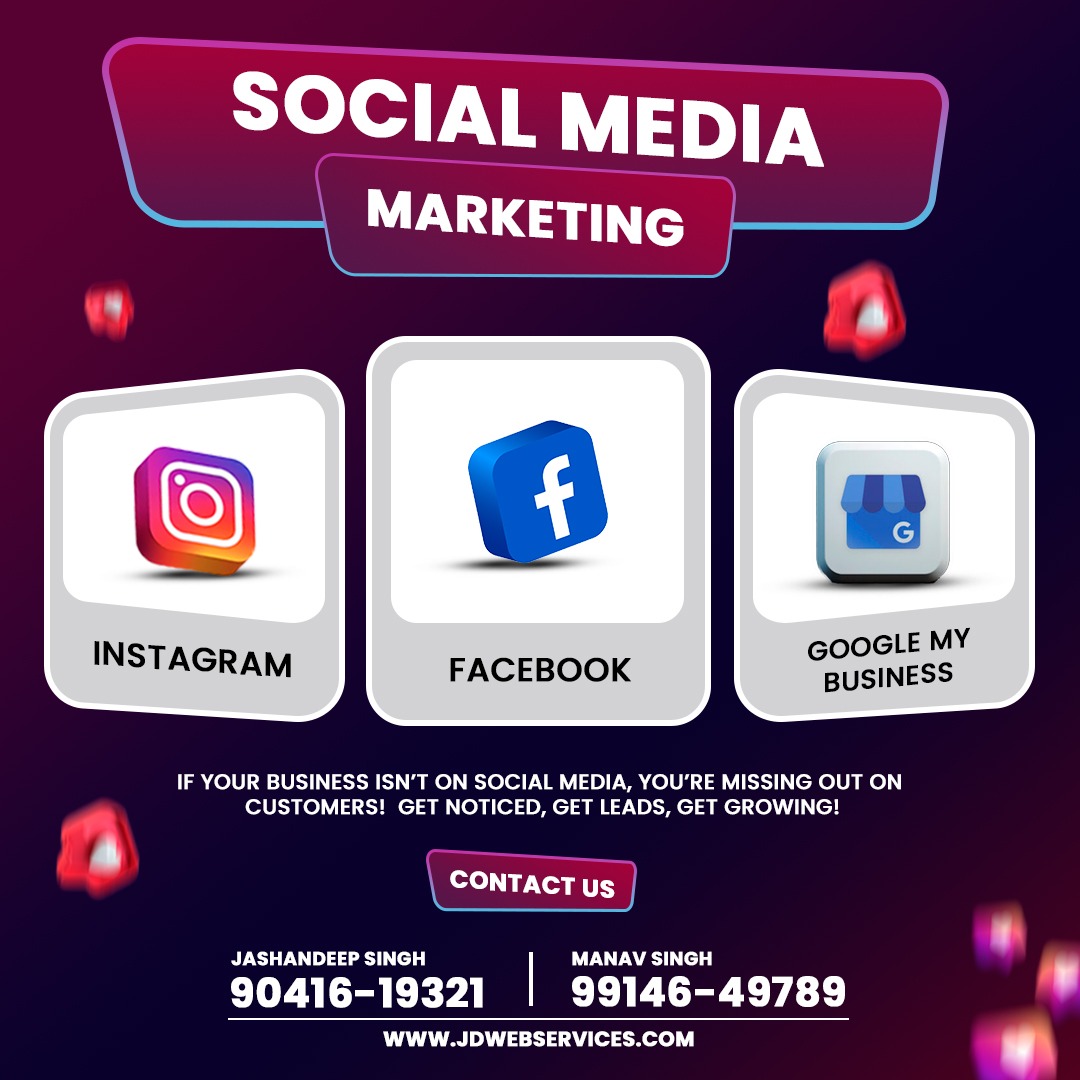 SOCIAL MEDIA
MARKETING
INSTAGRAM
FACEBOOK
G
GOOGLE MY
BUSINESS
IF YOUR BUSINESS ISN'T ON SOCIAL MEDIA, YOU'RE MISSING OUT ON
CUSTOMERS! GET NOTICED, GET LEADS, GET GROWING!
CONTACT US
JASHANDEEP SINGH
90416-19321
MANAV SINGH
99146-49789
WWW.JDWEBSERVICES.COM